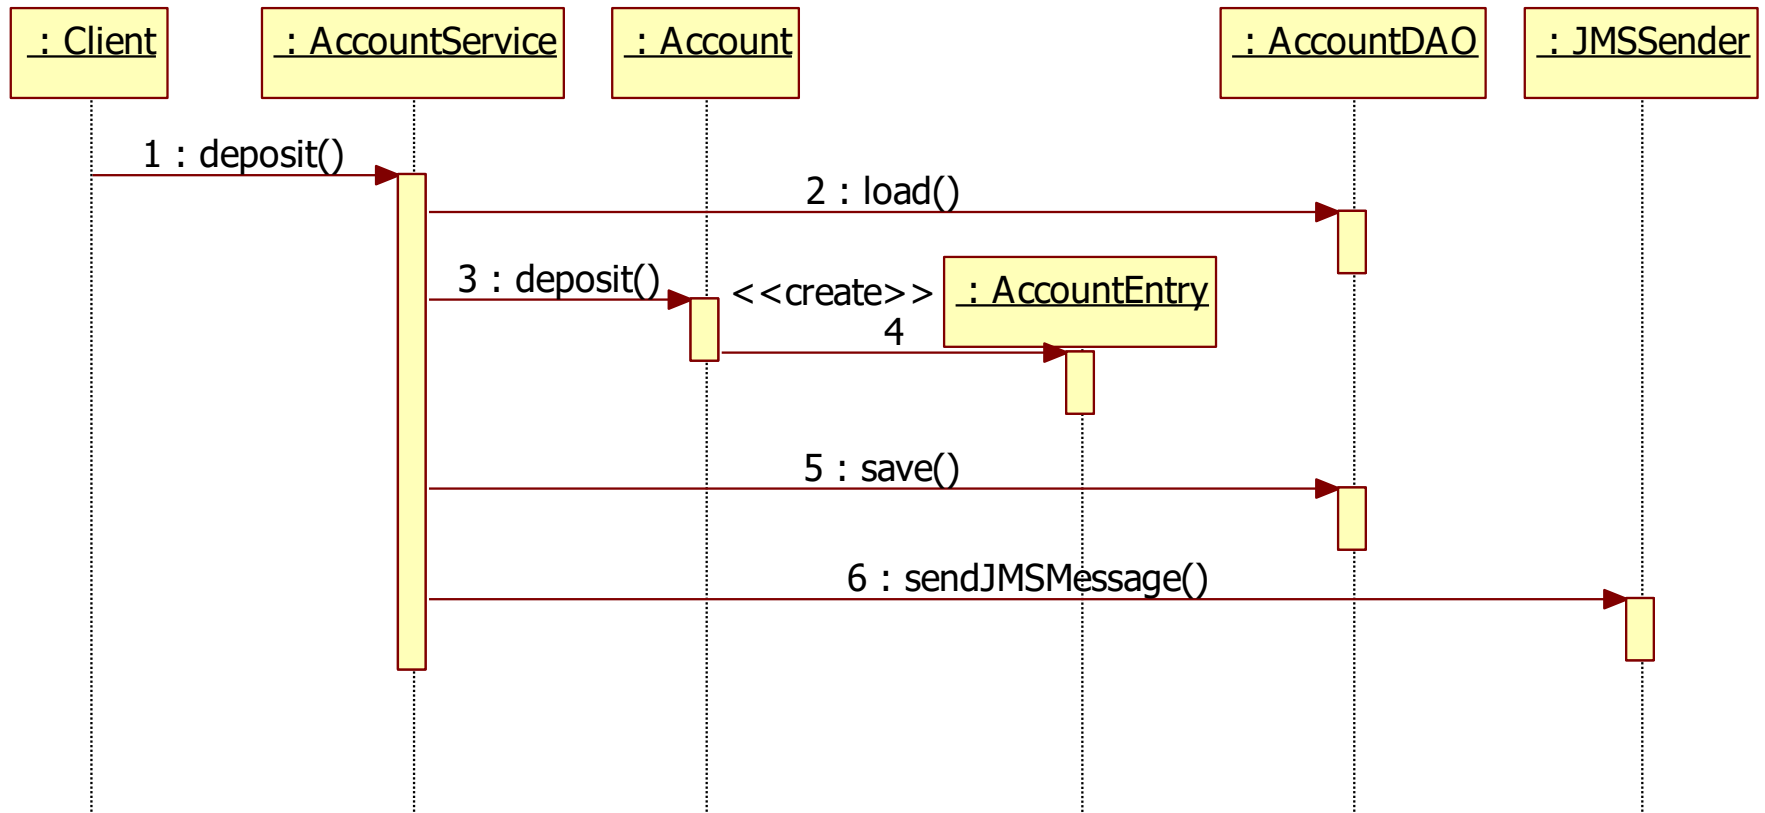 : Client
: AccountService
: Account
: AccountDAO
: JMSSender
1 : deposit()
2 : load()
3 : deposit()
<<create>>
4
: AccountEntry
5 : save()
6 : sendJMSMessage()